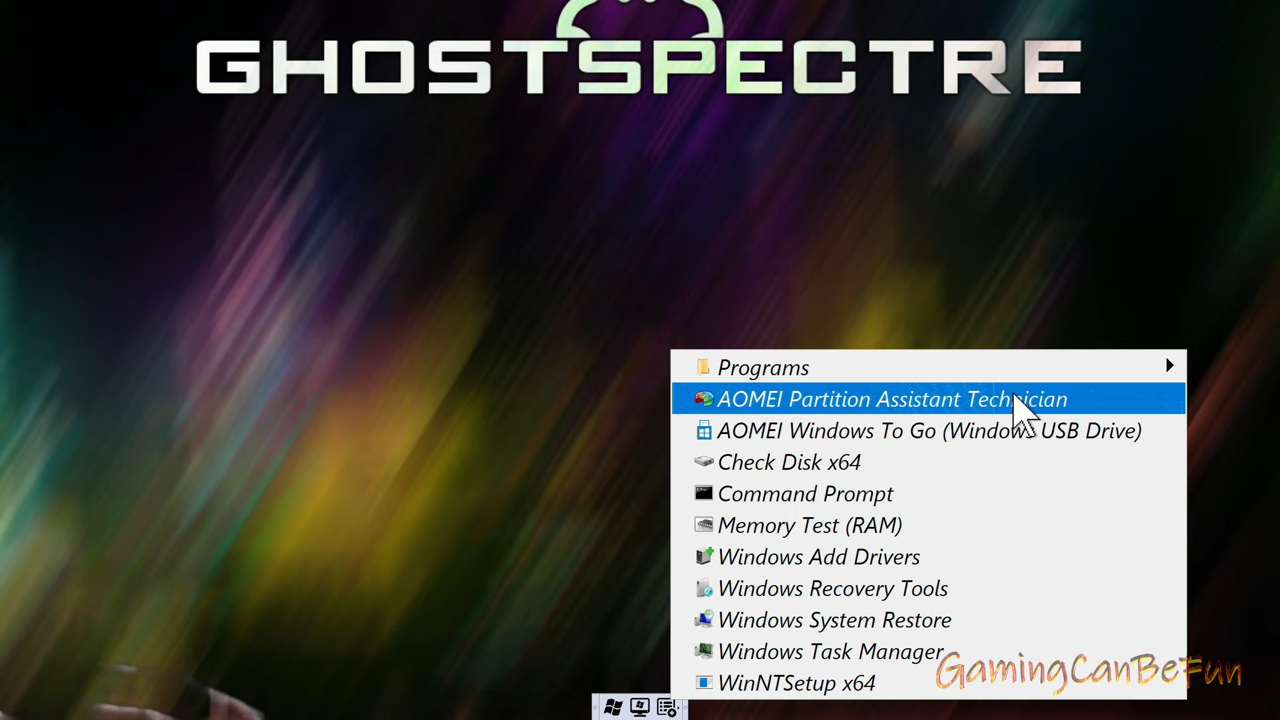 GHOSTSPECTRE
Programs
AOMEI Partition Assistant Technician
AOMEI Windows To Go (Windows USB Drive)
Check Disk x64
Command Prompt
Memory Test (RAM)
Windows Add Drivers
Windows Recovery Tools
Windows System Restore
Windows Task Manager
WinNTSetup x64
GamingCanBeFun